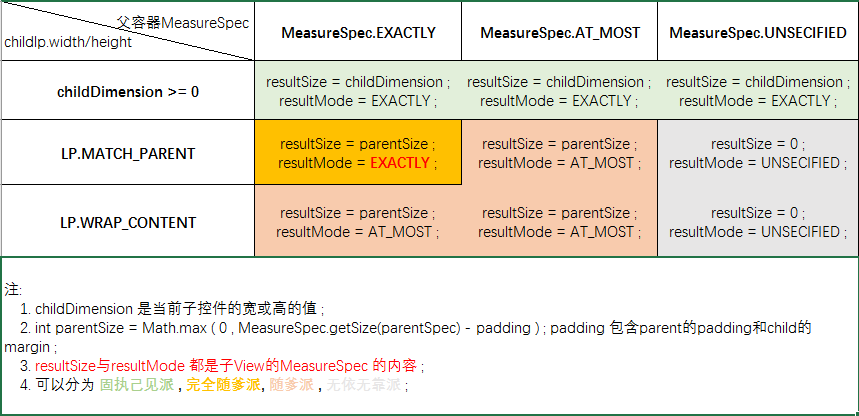 父容器MeasureSpec
childlp.width/height
MeasureSpec.EXACTLY
MeasureSpec.AT_MOST
MeasureSpec.UNSECIFIED
childDimension >= 0
resultSize = childDimension ;
resultMode = EXACTLY ;
resultSize = childDimension ;
resultMode = EXACTLY ;
resultSize = childDimension ;
resultMode = EXACTLY ;
LP.MATCH_PARENT
resultSize = parentSize ;
resultMode = EXACTLY ;
resultSize = parentSize ;
resultMode = AT_MOST ;
resultSize = 0 ;
resultMode = UNSECIFIED ;
LP.WRAP_CONTENT
resultSize = parentSize ;
resultMode = AT_MOST ;
resultSize = parentSize ;
resultMode = AT_MOST ;
resultSize = 0 ;
resultMode = UNSECIFIED ;
注:
1. childDimension 是当前子控件的宽或高的值 ;
2. int parentSize = Math.max ( 0 , MeasureSpec.getSize(parentSpec) - padding ) ; padding 包含parent的padding和child的
margin ;
3. resultSize与resultMode 都是子View的MeasureSpec 的内容 ;
4. 可以分为 固执己见派 , 完全随爹派, 随爹派 , 无依无靠派 ;